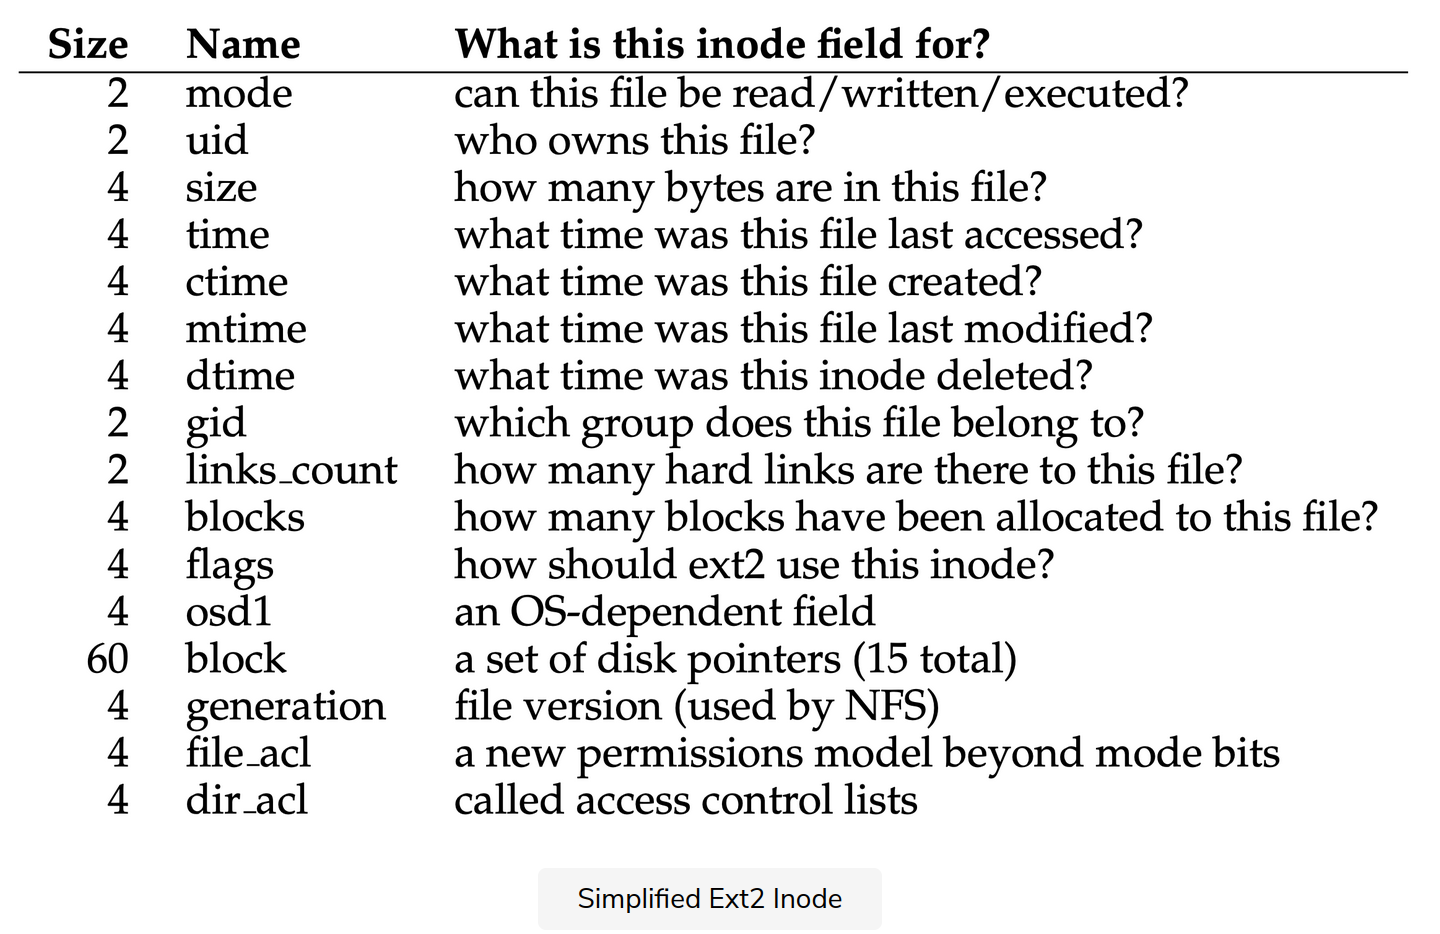 Size Name What is this inode field for?
2 mode can this file be read/written/executed?
2 uid who owns this file?
4 size how many bytes are in this file?
4 time what time was this file last accessed?
4 ctime what time was this file created?
4 mtime what time was this file last modified?
4 dtime what time was this inode deleted?
2 gid which group does this file belong to?
2 links_count how many hard links are there to this file?
4 blocks how many blocks have been allocated to this file?
4 flags how should ext2 use this inode?
4 osd1 an OS-dependent field
60 block a set of disk pointers (15 total)
4 generation file version (used by NFS)
4 file_acl a new permissions model beyond mode bits
4 dir_acl called access control lists
Simplified Ext2 Inode